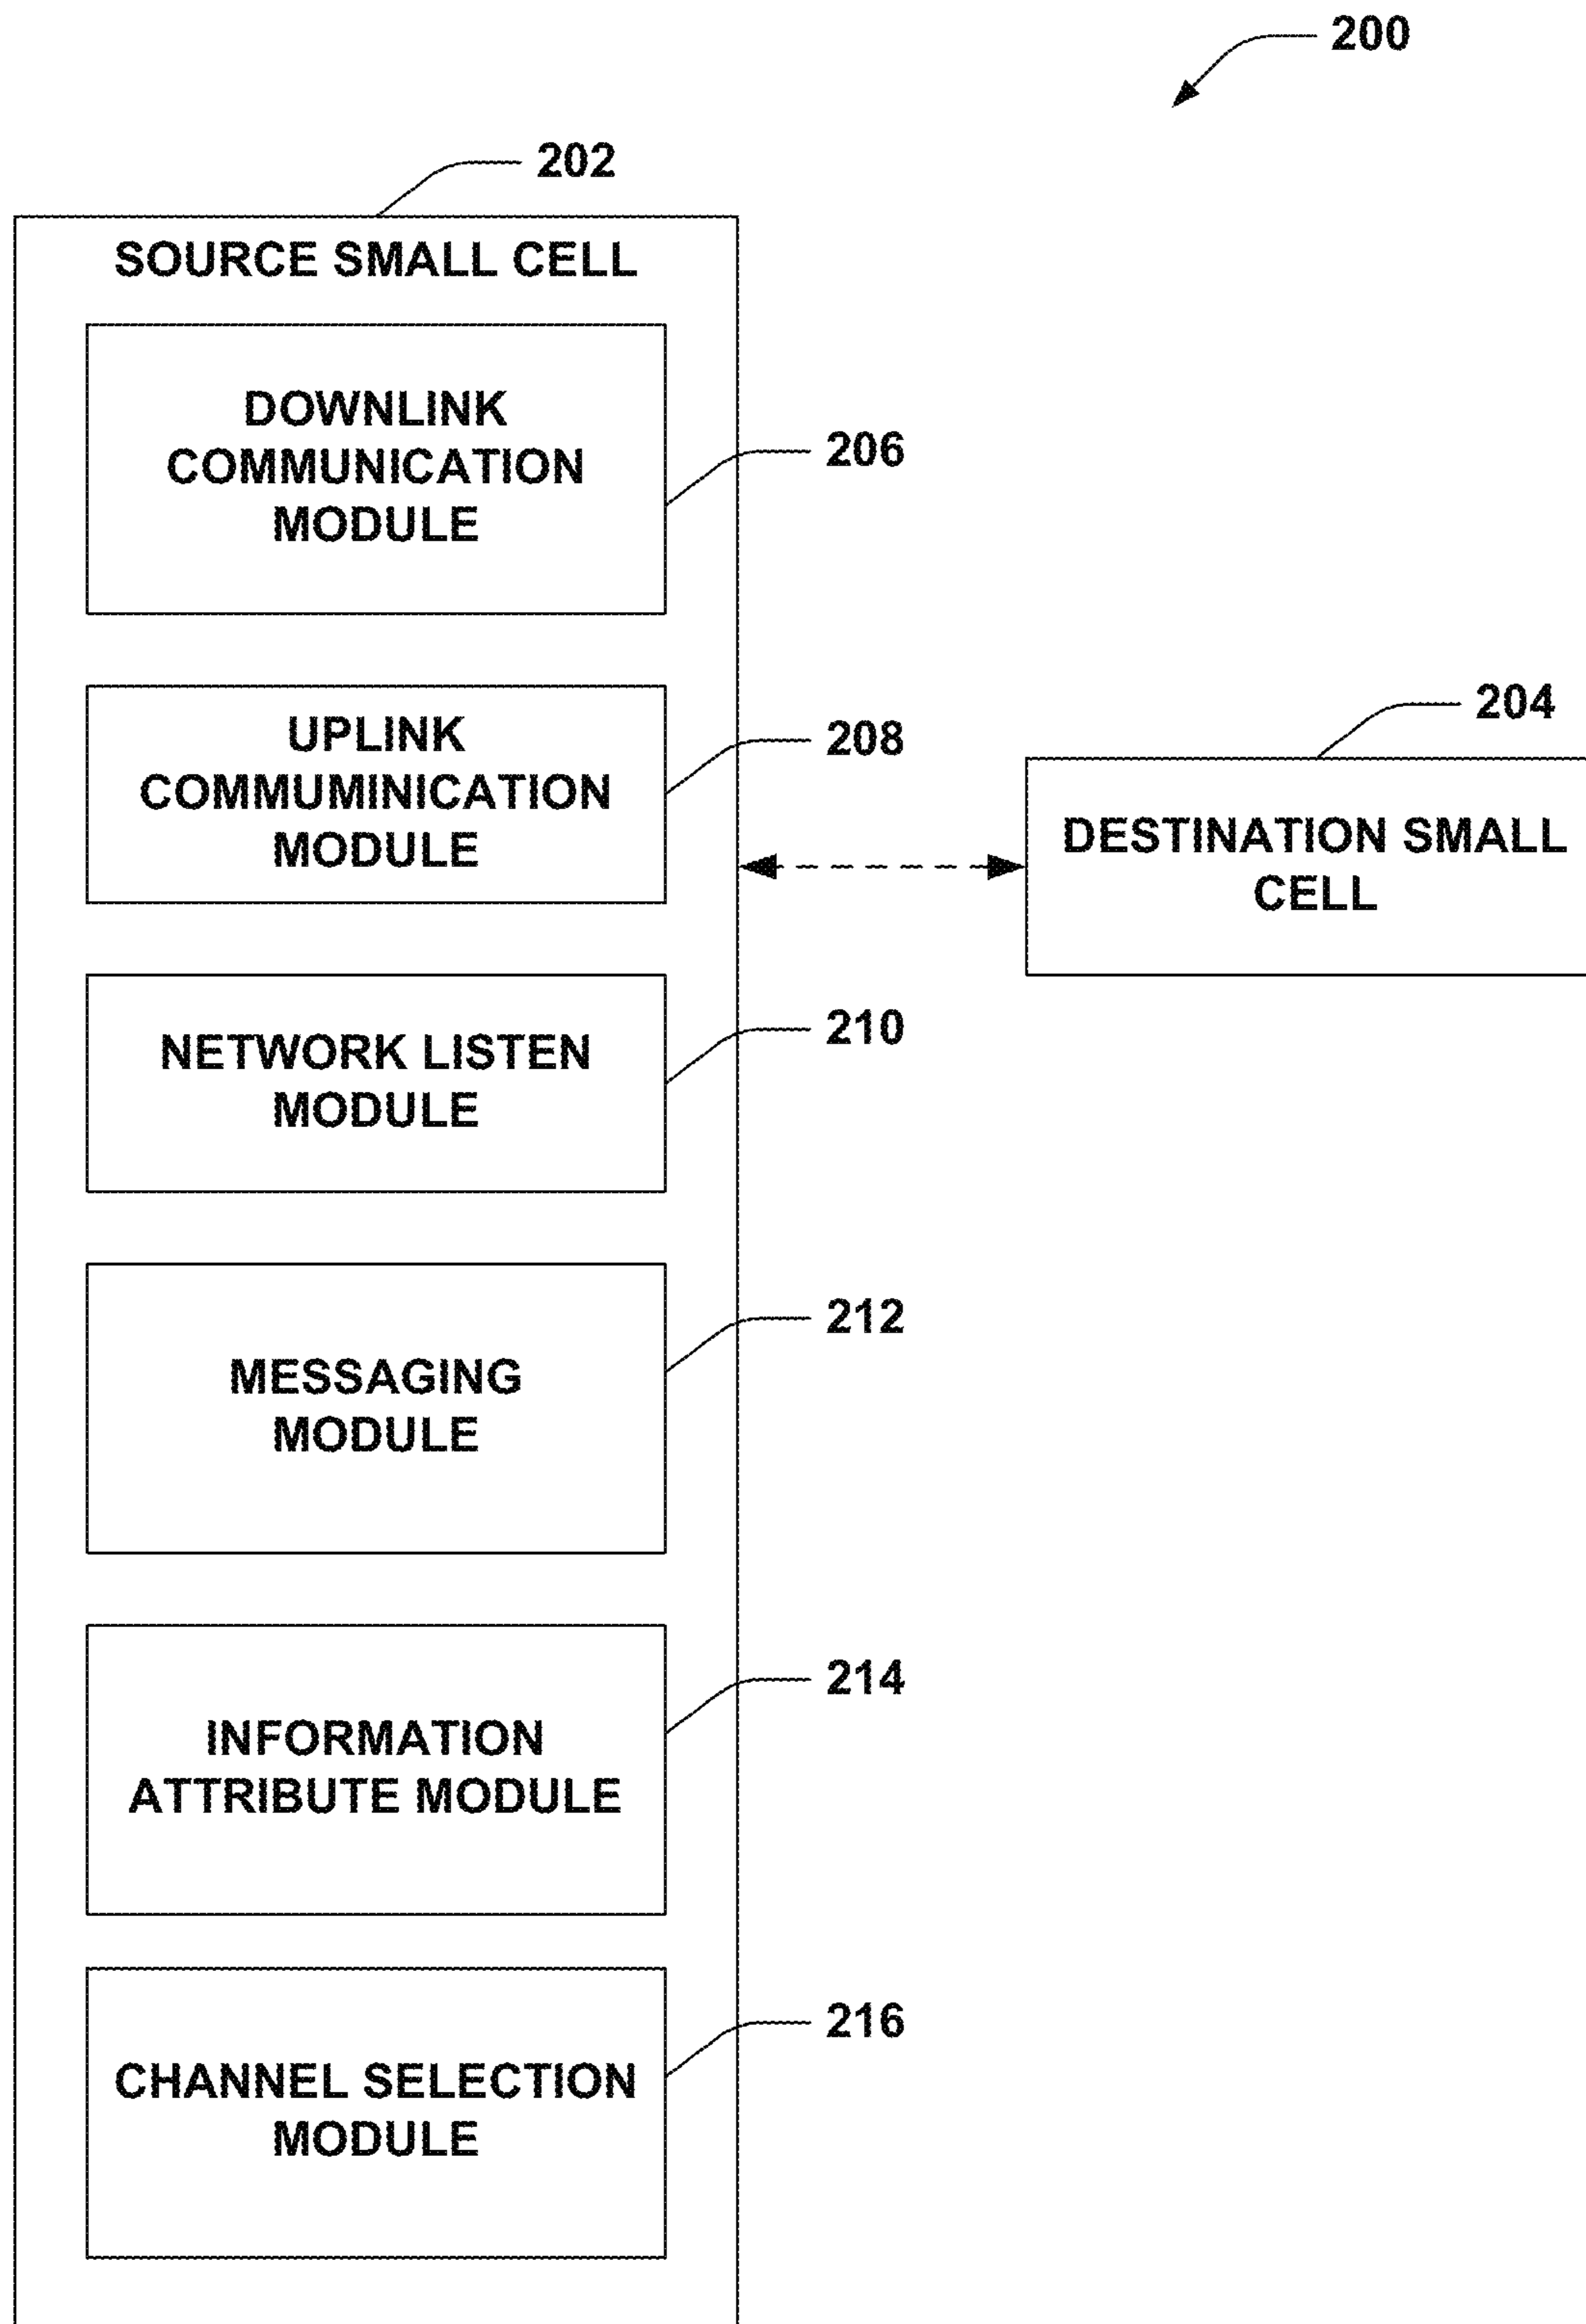 200
202
SOURCE SMALL CELL
DOWNLINK
COMMUNICATION
MODULE
206
UPLINK
COMMUMINICATION
MODULE
208
204
DESTINATION SMALL
CELL
NETWORK LISTEN
MODULE
210
MESSAGING
MODULE
212
INFORMATION
ATTRIBUTE MODULE
214
CHANNEL SELECTION
MODULE
216